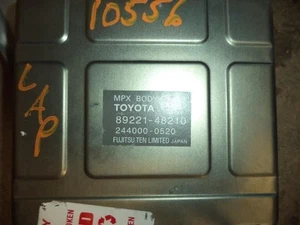 10556
LAP
MPX BOD
TOYOTA
89221-48210
244000-0520
FUJITSU TEN LIMITED JAPAN